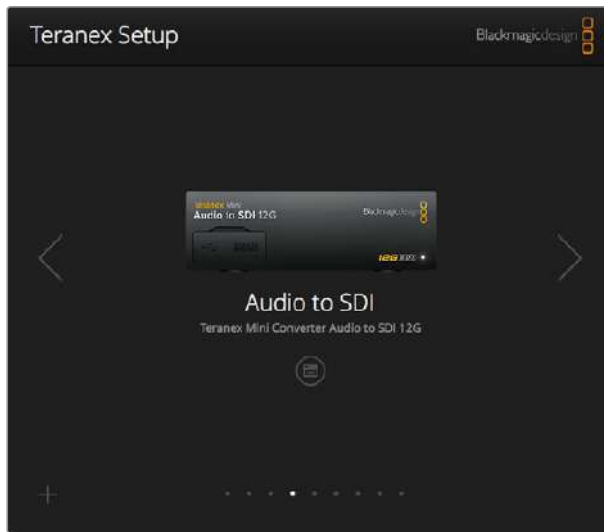 Teranex Setup
Blackmagicdesign
Teranex Mini
Audio to SDI 12G
Blackmagicdesign
Audio to SDI
Teranex Mini Converter Audio to SDI 12G